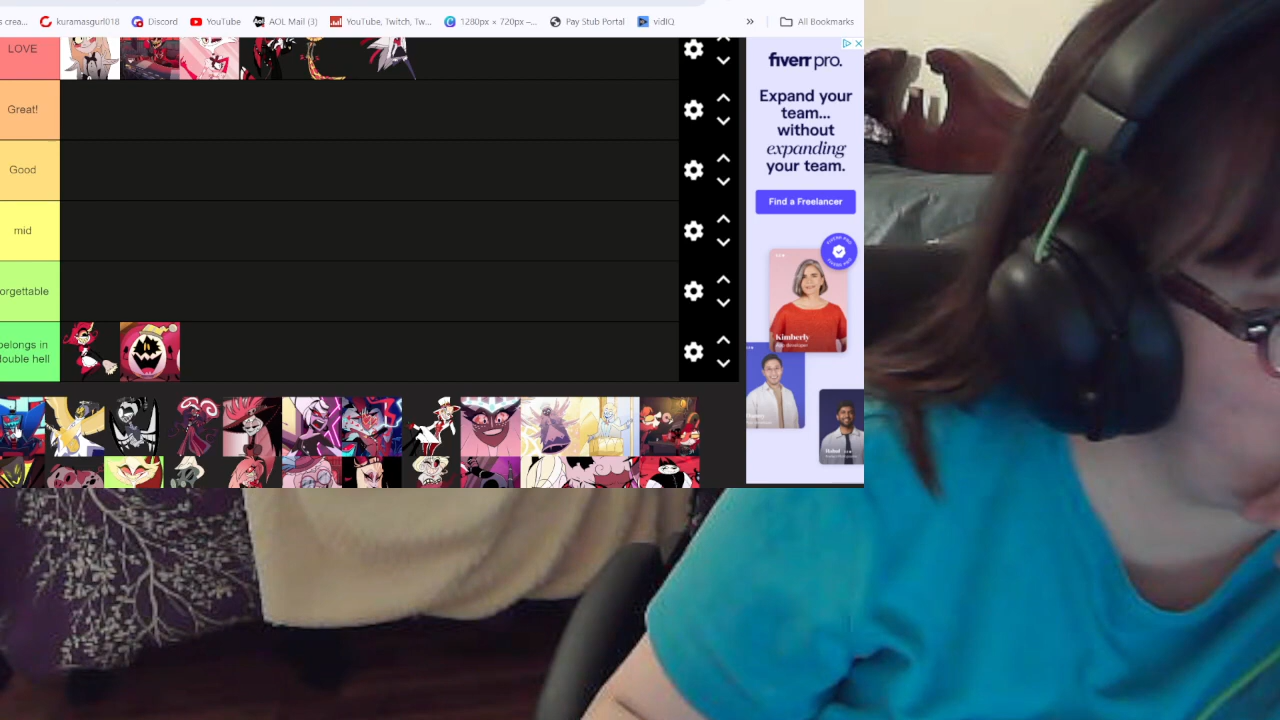 s crea...
kuramasgurl018
Discord
YouTube
AOL Mail (3)
YouTube, Twitch, Tw...
1280px × 720px –...
Pay Stub Portal
vidIQ
»
All Bookmarks
LOVE
Great!
Good
mid
orgettable
belongs in
double hell
fiverr pro.
Expand your
team...
without
expanding
your team.
Find a Freelancer
Kimberly